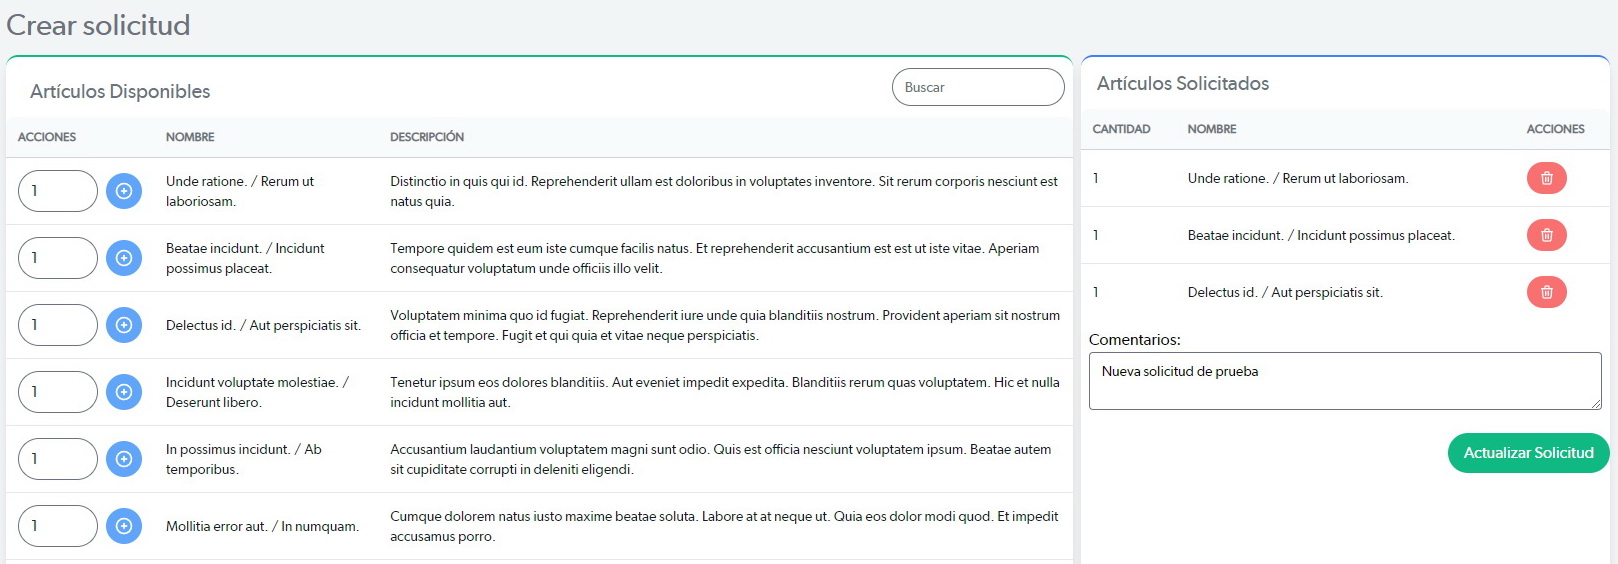 Crear solicitud
Artículos Disponibles
Buscar
ACCIONES NOMBRE DESCRIPCIÓN
1 Unde ratione. / Rerum ut Distinctio in quis qui id. Reprehenderit ullam est doloribus in voluptates inventore. Sit rerum corporis nesciunt est
laboriosam. natus quia.
1 Beatae incidunt. / Incidunt Tempore quidem est eum iste cumque facilis natus. Et reprehenderit accusantium est est ut iste vitae. Aperiam
possimus placeat. consequatur voluptatum unde officiis illo velit.
1 Delectus id. / Aut perspiciatis sit. Voluptatem minima quo id fugiat. Reprehenderit iure unde quia blanditiis nostrum. Provident aperiam sit nostrum
officia et tempore. Fugit et qui quia et vitae neque perspiciatis.
1 Incidunt voluptate molestiae. / Tenetur ipsum eos dolores blanditiis. Aut eveniet impedit expedita. Blanditiis rerum quas voluptatem. Hic et nulla
Deserunt libero. incidunt mollitia aut.
1 In possimus incidunt. / Ab Accusantium laudantium voluptatem magni sunt odio. Quis est officia nesciunt voluptatem ipsum. Beatae autem
temporibus. sit cupiditate corrupti in deleniti eligendi.
1 Mollitia error aut. / In numquam. Cumque dolorem natus iusto maxime beatae soluta. Labore at at neque ut. Quia eos dolor modi quod. Et impedit
accusamus porro.
Artículos Solicitados
CANTIDAD NOMBRE ACCIONES
1 Unde ratione. / Rerum ut laboriosam.
1 Beatae incidunt. / Incidunt possimus placeat.
1 Delectus id. / Aut perspiciatis sit.
Comentarios:
Nueva solicitud de prueba
Actualizar Solicitud